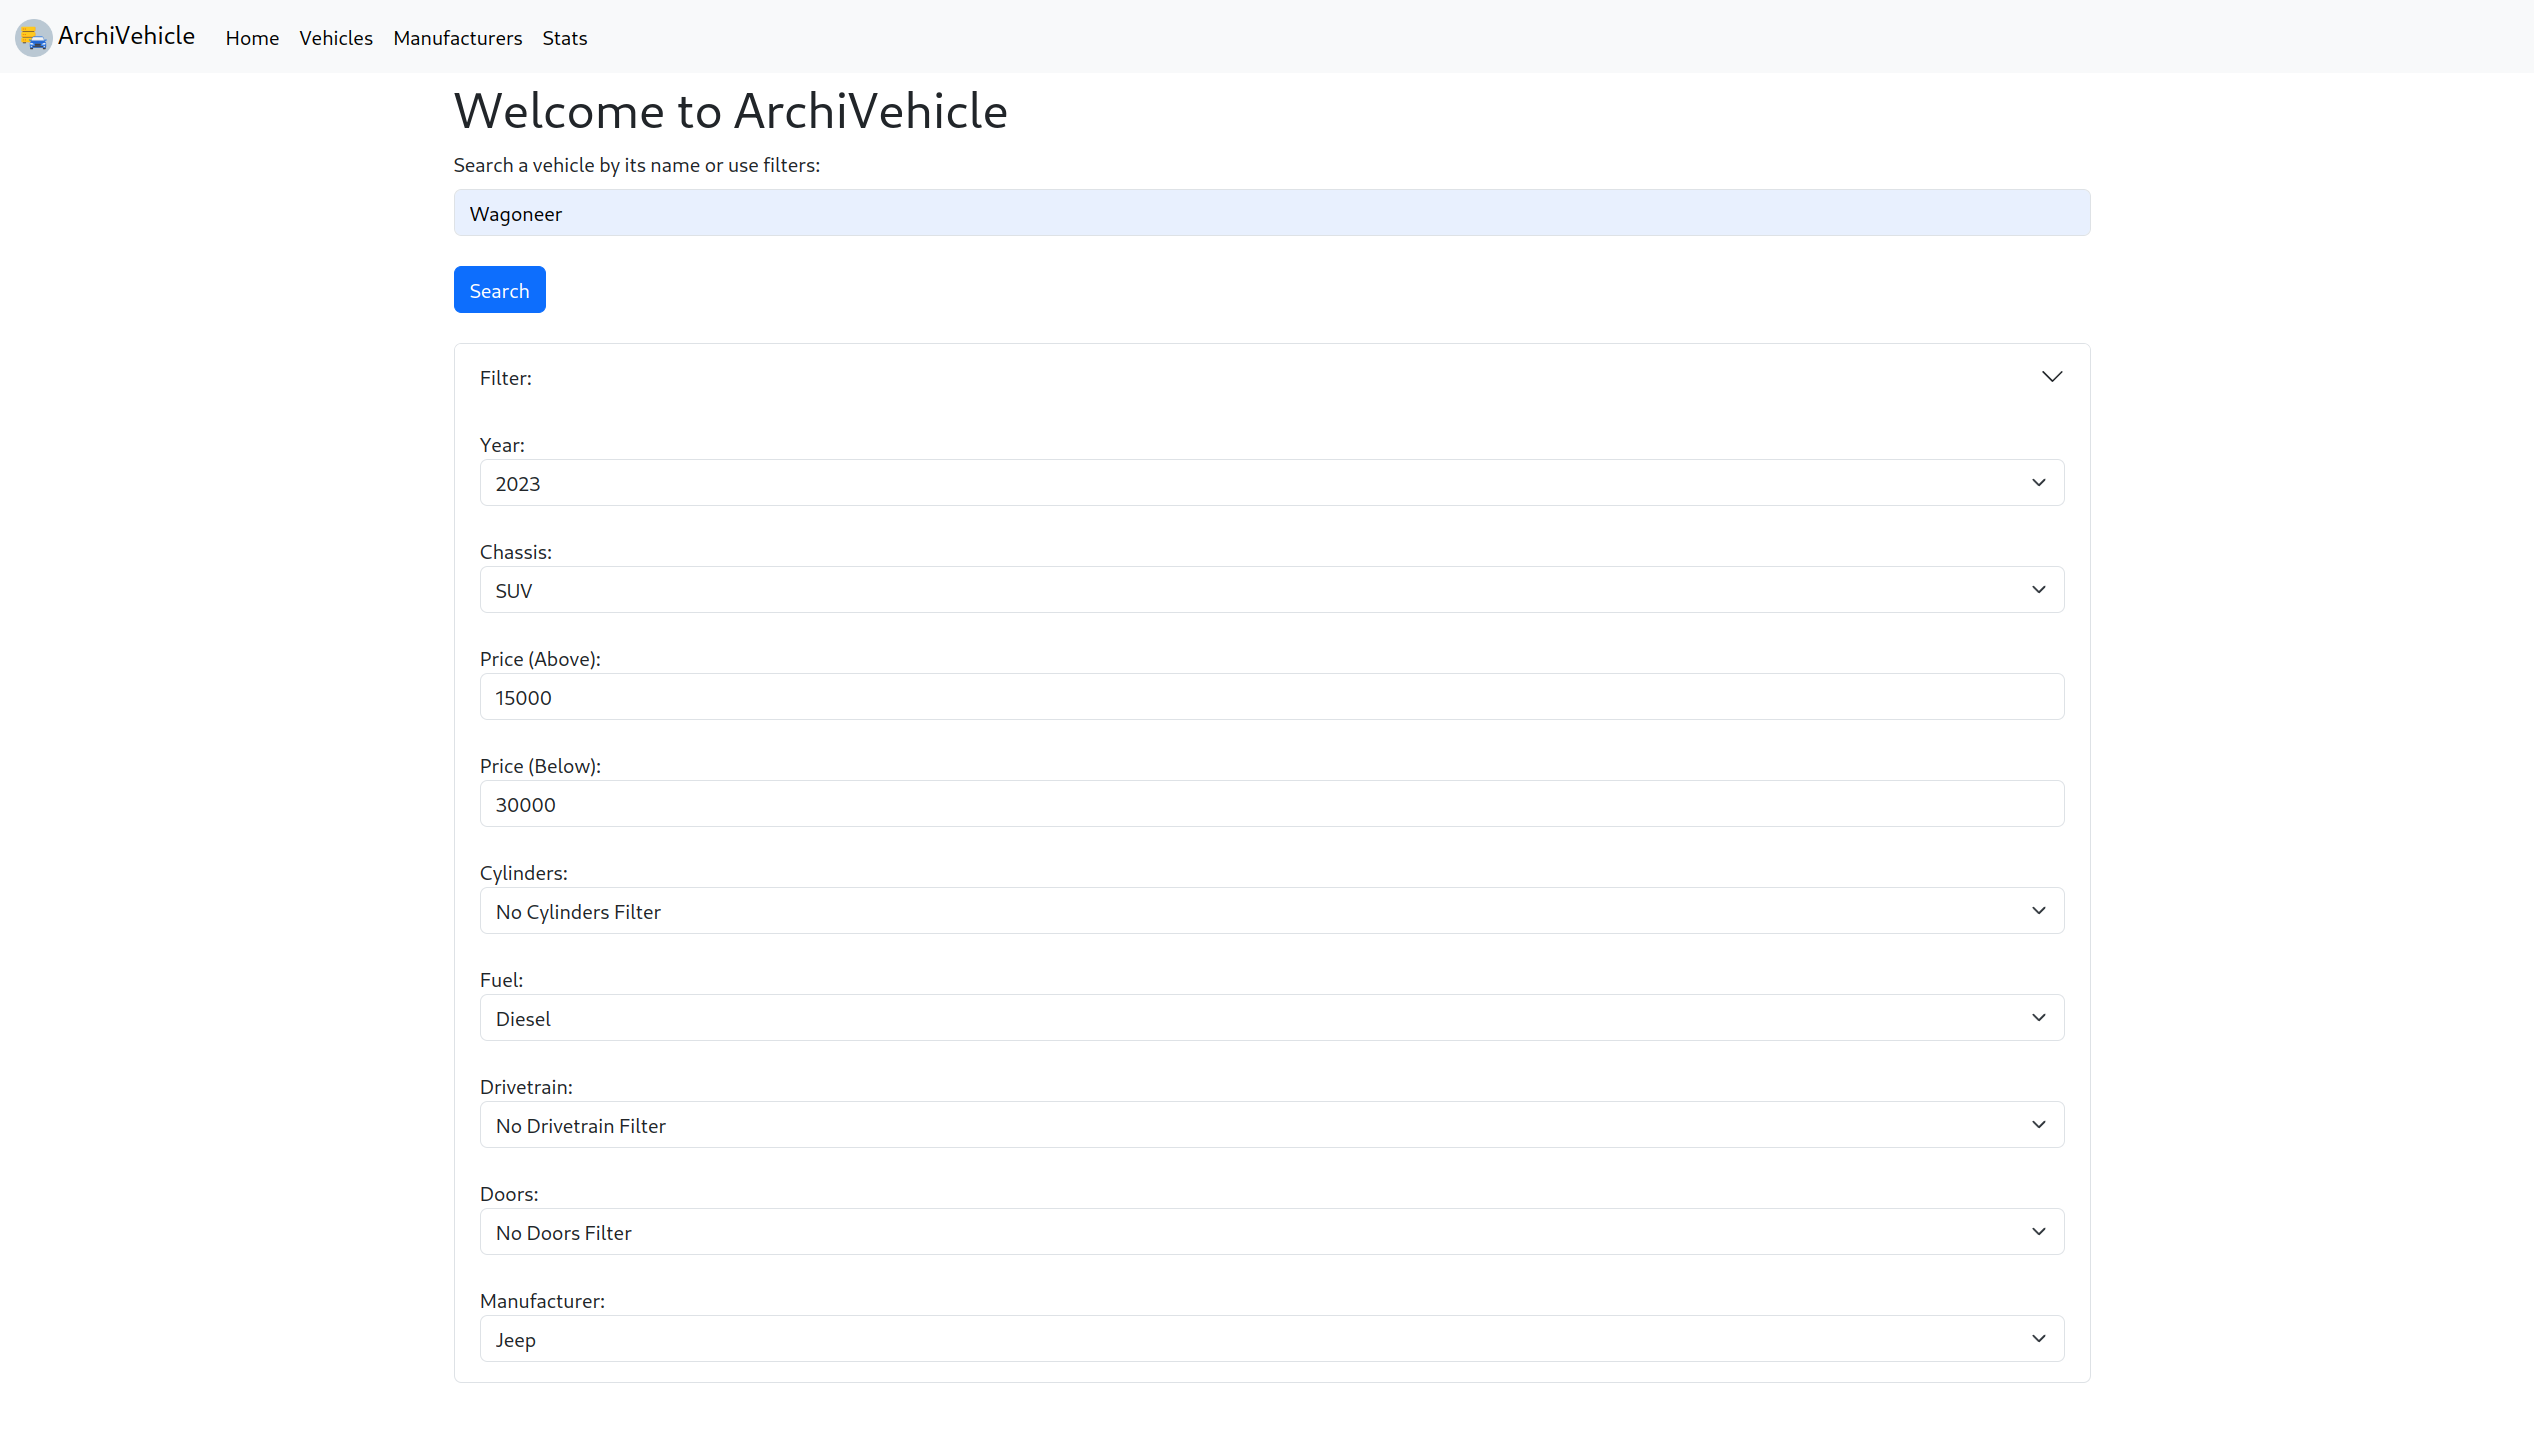 ArchiVehicle Home Vehicles Manufacturers Stats
Welcome to ArchiVehicle
Search a vehicle by its name or use filters:
Wagoneer
Search
Filter:
Year:
2023
Chassis:
SUV
Price (Above):
15000
Price (Below):
30000
Cylinders:
No Cylinders Filter
Fuel:
Diesel
Drivetrain:
No Drivetrain Filter
Doors:
No Doors Filter
Manufacturer:
Jeep